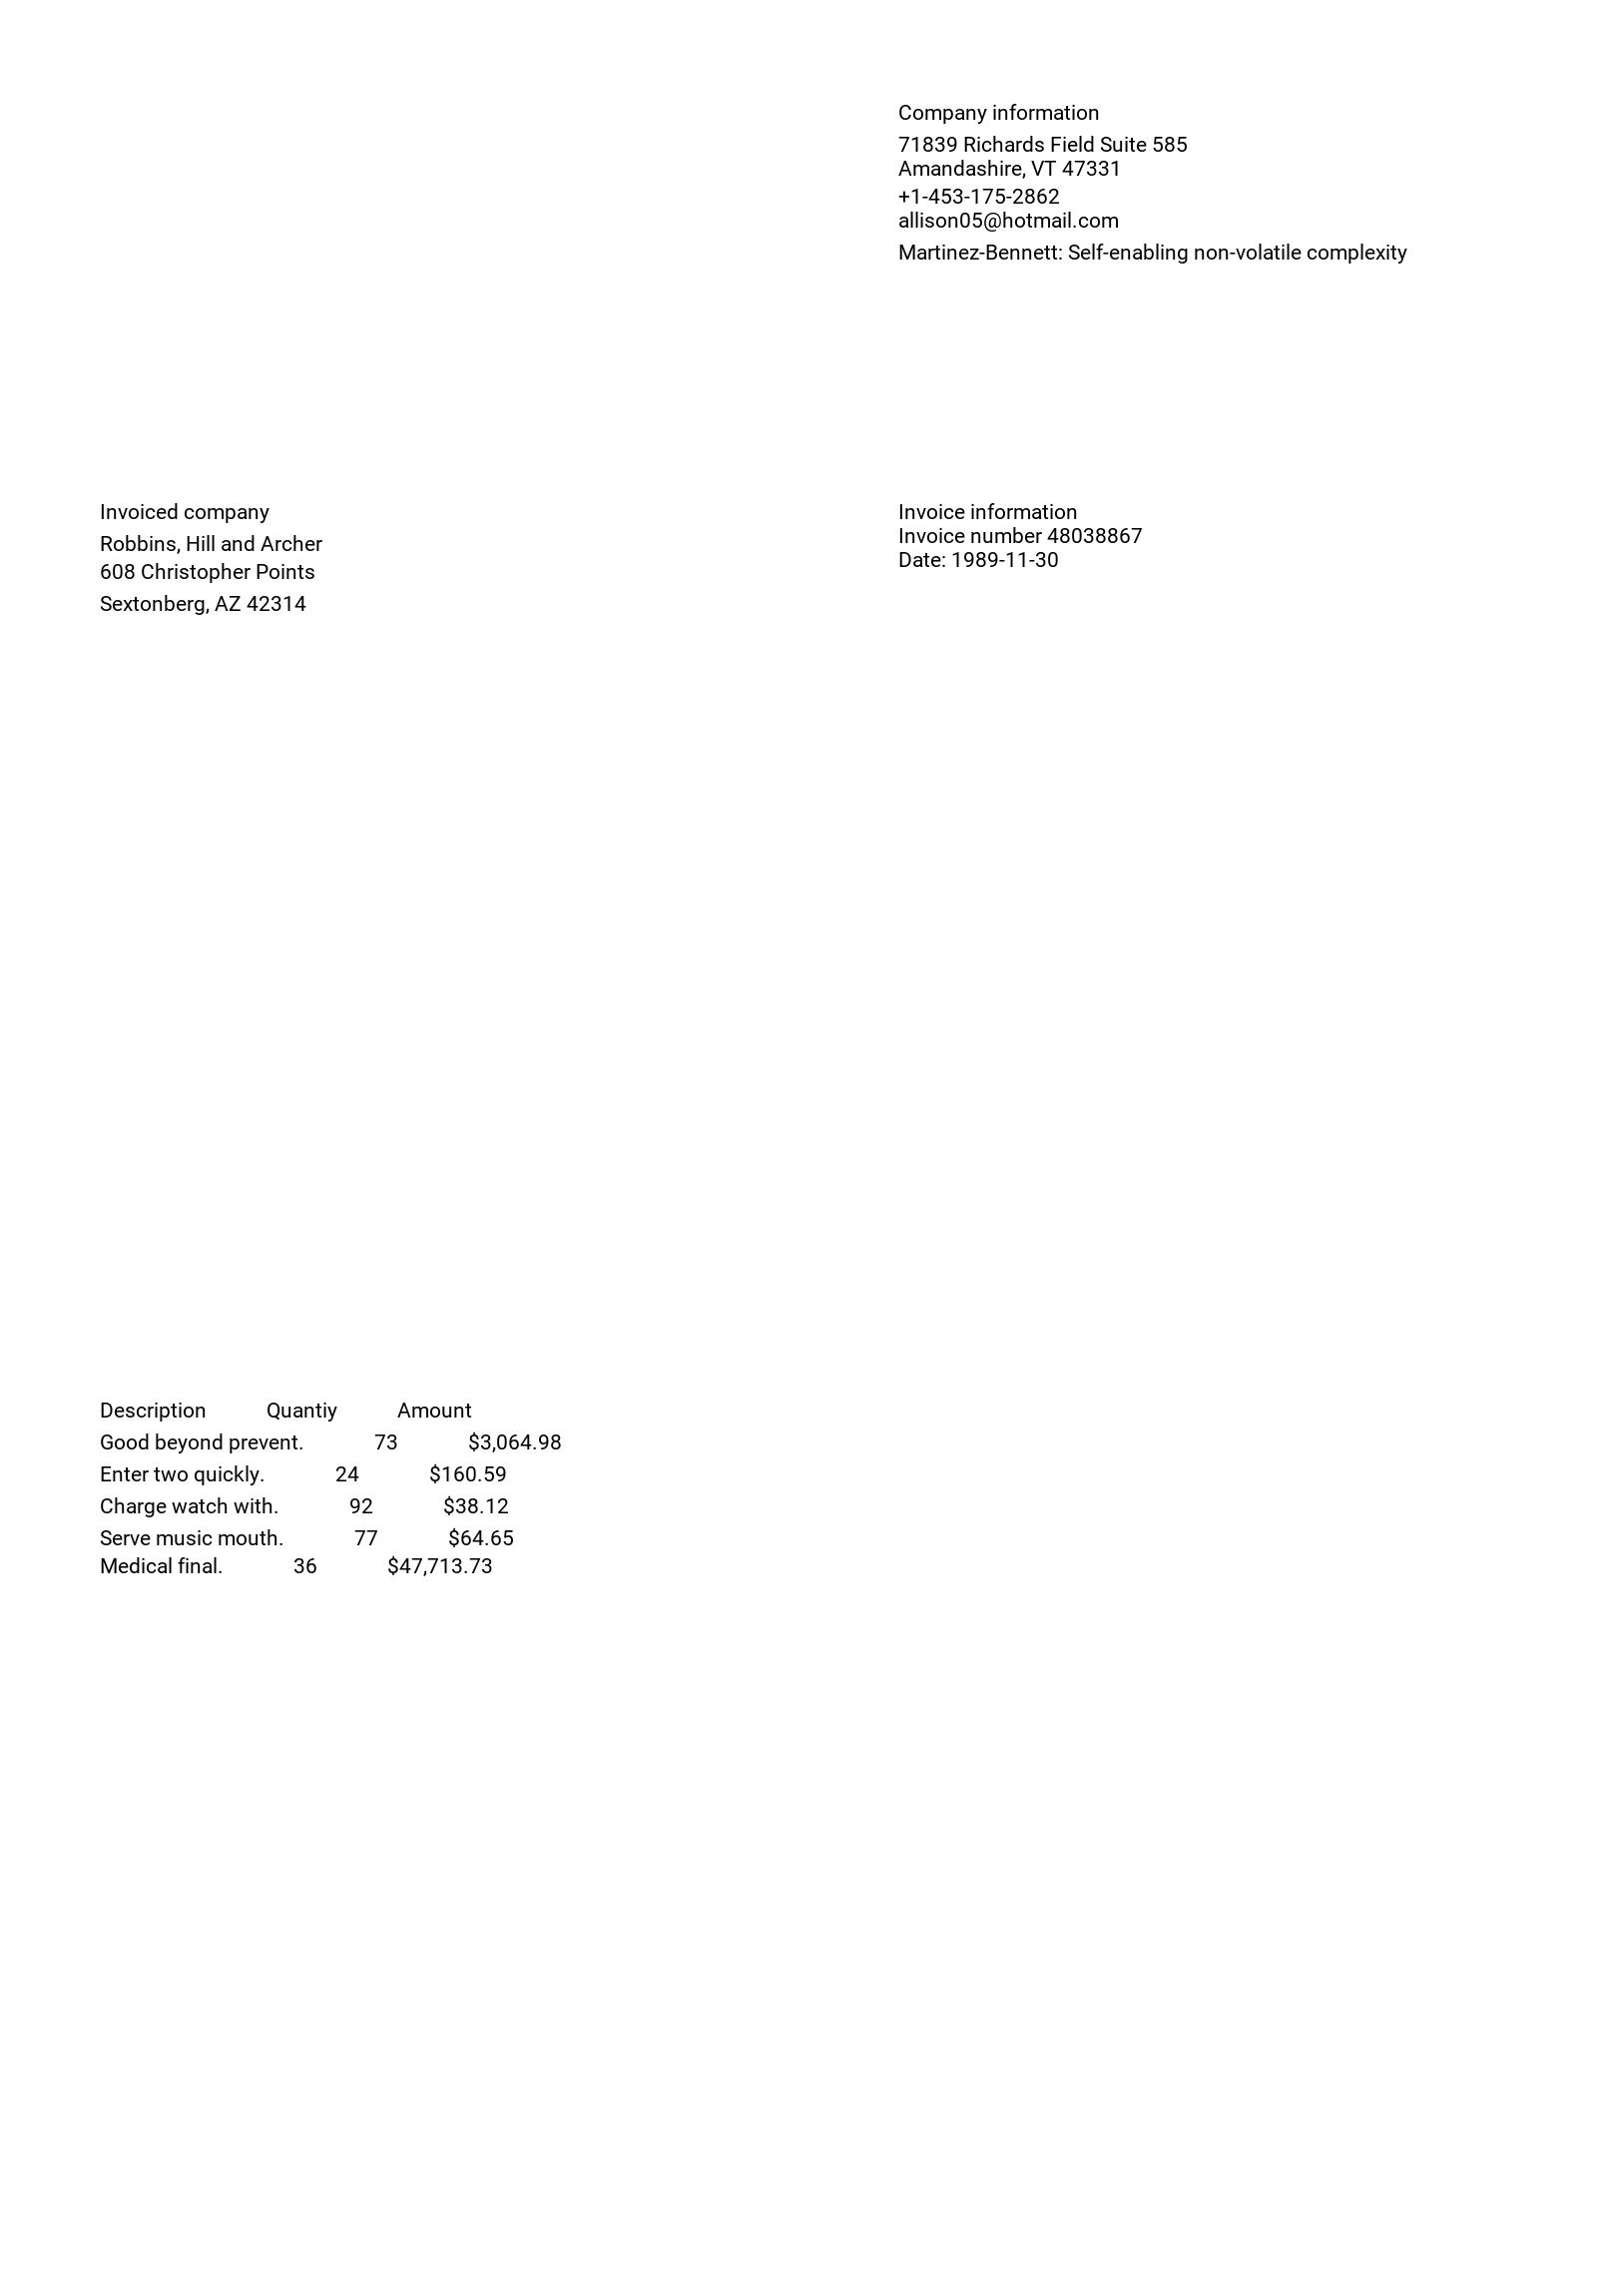 Company information
71839 Richards Field Suite 585
Amandashire, VT 47331
+1-453-175-2862
allison05@hotmail.com
Martinez-Bennett: Self-enabling non-volatile complexity
Invoiced company
Robbins, Hill and Archer
608 Christopher Points
Sextonberg, AZ 42314
Invoice information
Invoice number 48038867
Date: 1989-11-30
Description Quantiy Amount
Good beyond prevent. 73 $3,064.98
Enter two quickly. 24 $160.59
Charge watch with. 92 $38.12
Serve music mouth. 77 $64.65
Medical final. 36 $47,713.73